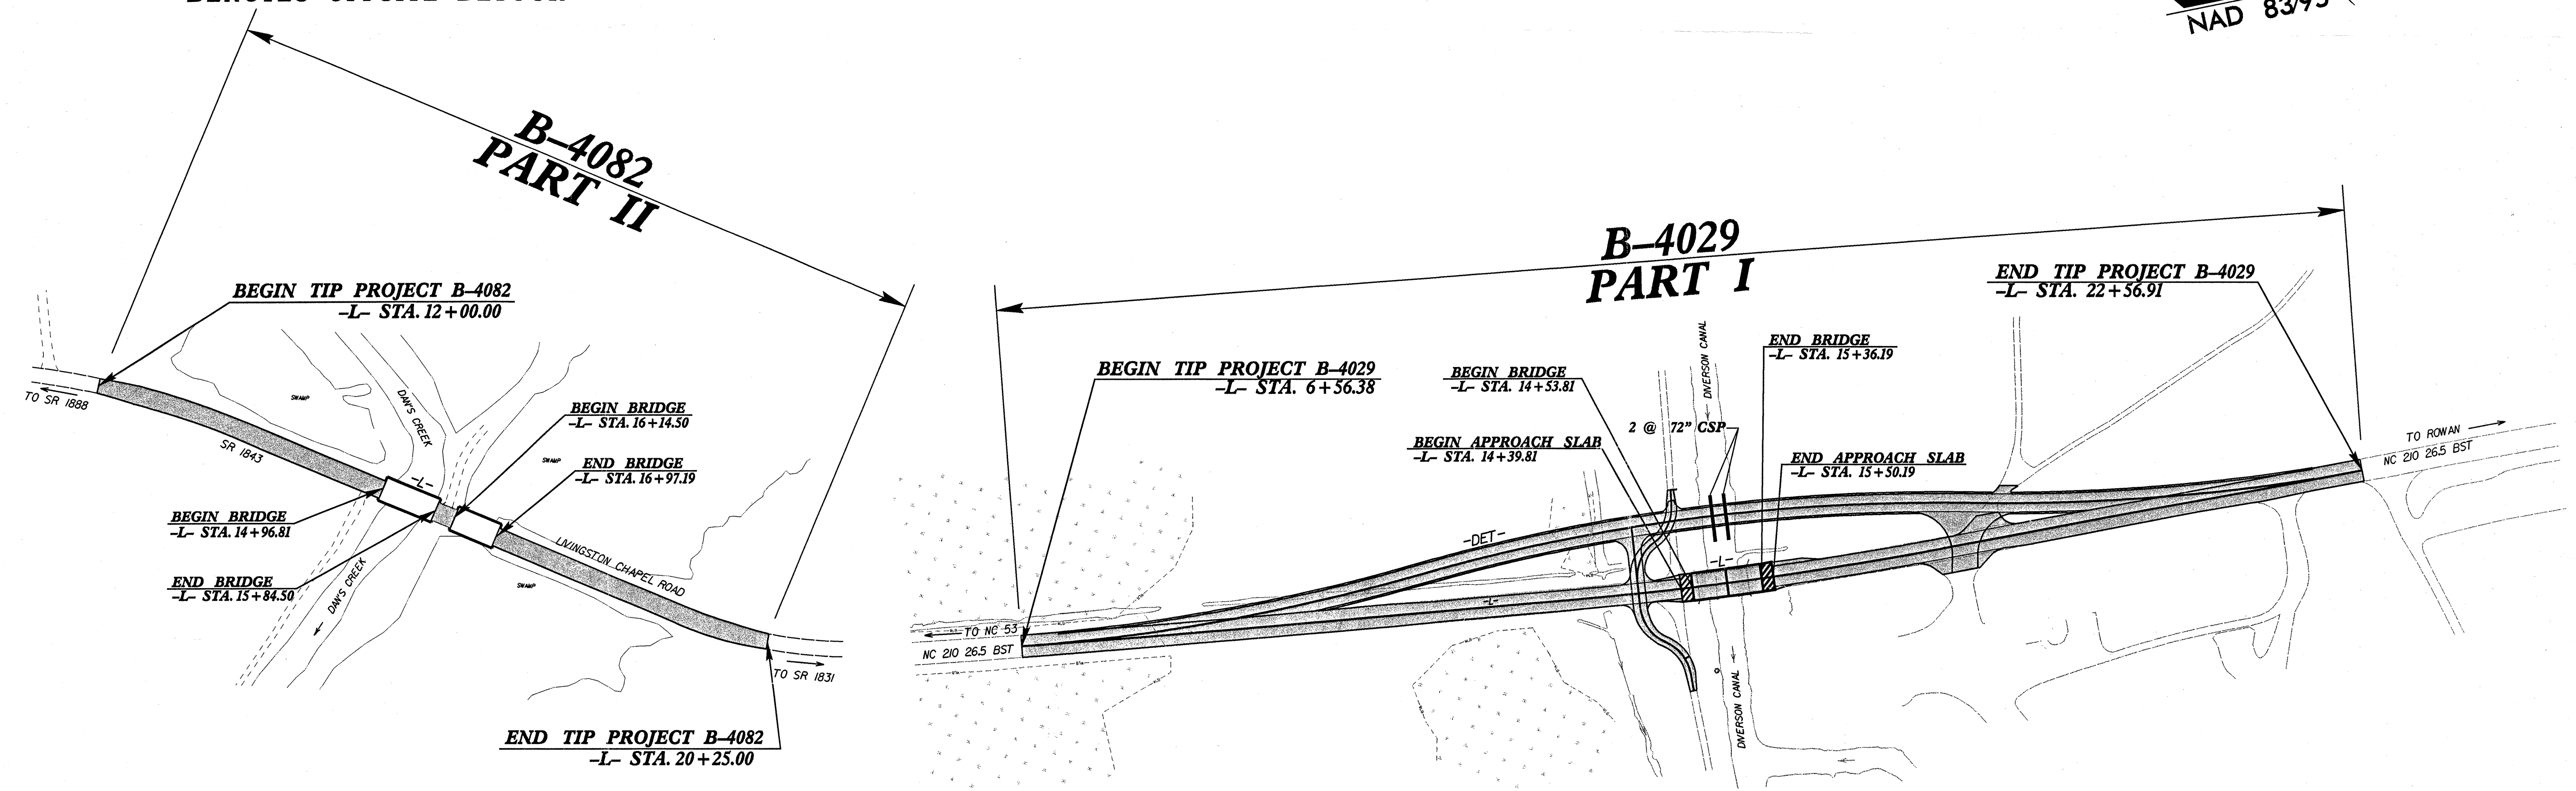 NAD 83/95
B–4082
PART II
BEGIN TIP PROJECT B–4082
–L– STA. 12+00.00
TO SR 1888
SR 1843
SWAMP
DAN'S CREEK
BEGIN BRIDGE
–L– STA. 16+14.50
SWAMP
END BRIDGE
–L– STA. 16+97.19
–L–
BEGIN BRIDGE
–L– STA. 14+96.81
END BRIDGE
–L– STA. 15+84.50
DAN'S CREEK
SWAMP
LIVINGSTON CHAPEL ROAD
TO SR 1831
END TIP PROJECT B–4082
–L– STA. 20+25.00
B–4029
PART I
BEGIN TIP PROJECT B–4029
–L– STA. 6+56.38
BEGIN BRIDGE
–L– STA. 14+53.81
BEGIN APPROACH SLAB
–L– STA. 14+39.81
DIVERSON CANAL
2 @ 72" CSP
END BRIDGE
–L– STA. 15+36.19
END APPROACH SLAB
–L– STA. 15+50.19
END TIP PROJECT B–4029
–L– STA. 22+56.91
TO ROWAN
NC 210 26.5 BST
–DET–
–L–
–L–
TO NC 53
NC 210 26.5 BST
DIVERSON CANAL